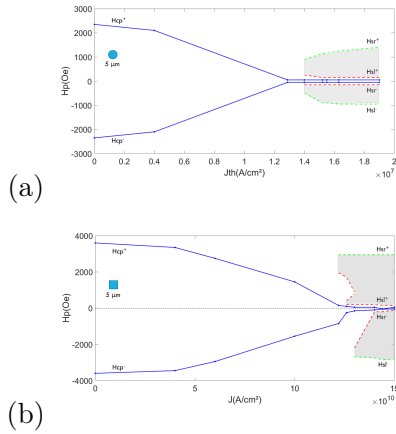 3000
2000
1000
0
-1000
-2000
-3000
Hp(Oe)
Hcp⁺
5 μm
Hcp⁻
Hsr⁺
Hsl⁺
Hsr⁻
Hsl⁻
0 0.2 0.4 0.6 0.8 1 1.2 1.4 1.6 1.8 2
Jth(A/cm²)
×10⁷
(a)
4000
2000
0
-2000
-4000
Hp(Oe)
Hcp⁺
5 μm
Hcp⁻
Hsr⁺
Hsl⁺
Hsr⁻
Hsl⁻
0 5 10 15
J(A/cm²)
×10¹⁰
(b)